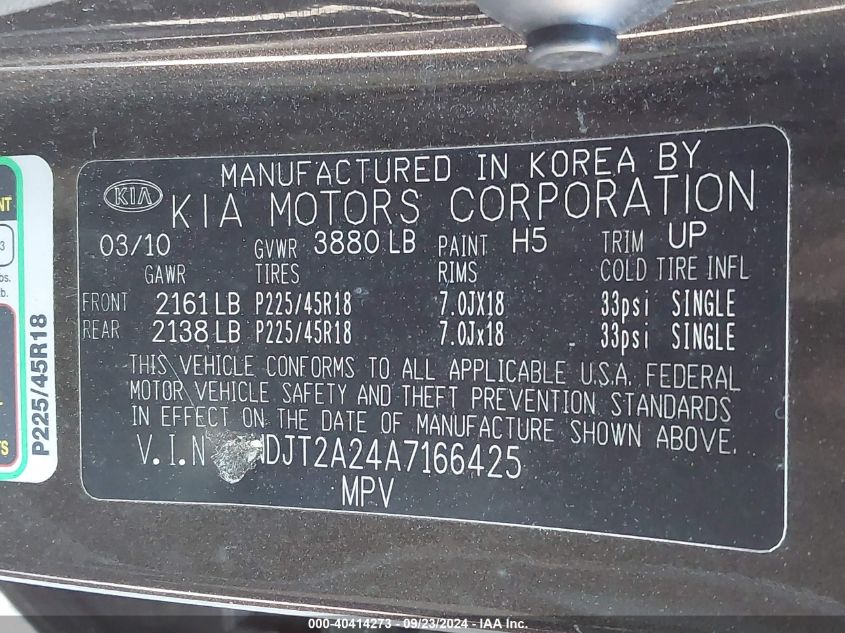 MANUFACTURED IN KOREA BY
KIA KIA MOTORS CORPORATION
03/10 GVWR 3880 LB PAINT H5 TRIM UP
GAWR TIRES RIMS COLD TIRE INFL
FRONT 2161 LB P225/45R18 7.0JX18 33psi SINGLE
REAR 2138 LB P225/45R18 7.0Jx18 33psi SINGLE
THIS VEHICLE CONFORMS TO ALL APPLICABLE U.S.A. FEDERAL
MOTOR VEHICLE SAFETY AND THEFT PREVENTION STANDARDS
IN EFFECT ON THE DATE OF MANUFACTURE SHOWN ABOVE.
V.I.N DJT2A24A7166425
MPV
P225/45R18
000-40414273 - 09/23/2024 - IAA Inc.